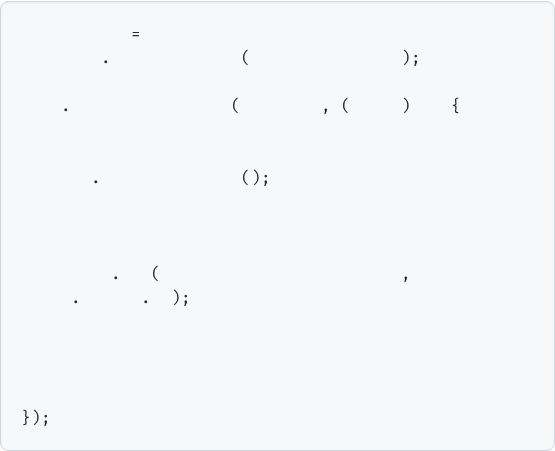 =
. ( );
. ( , ( ) {
. ();
. ( ,
. . );
});